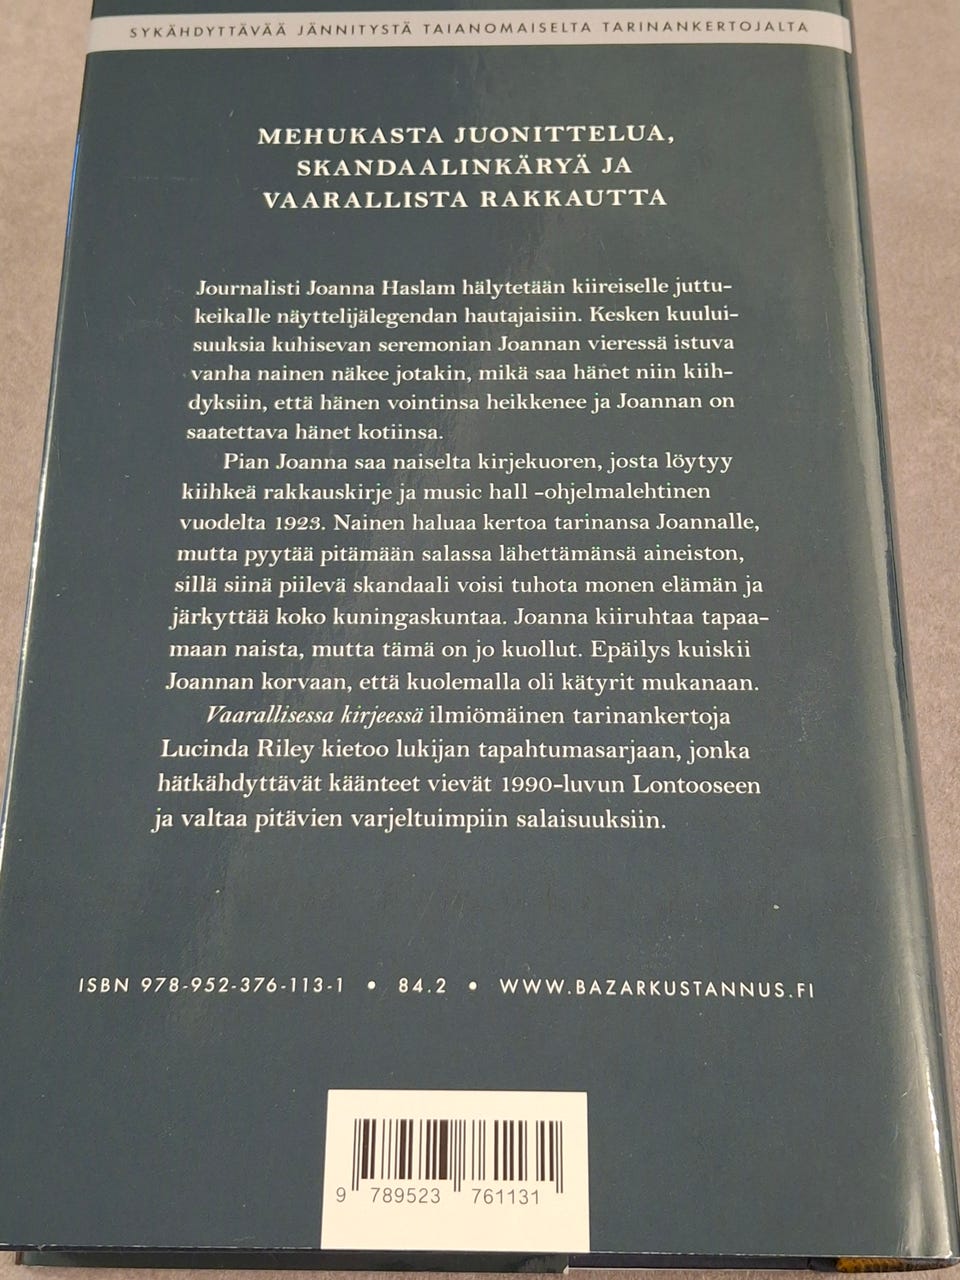 SYKÄHDYTTÄVÄÄ JÄNNITYSTÄ TAIANOMAISELTA TARINANKERTOJALTA
MEHUKASTA JUONITTELUA,
SKANDAALINKÄRYÄ JA
VAARALLISTA RAKKAUTTA
Journalisti Joanna Haslam hälytetään kiireiselle juttu-
keikalle näyttelijälegendan hautajaisiin. Kesken kuului-
suuksia kuhisevan seremonian Joannan vieressä istuva
vanha nainen näkee jotakin, mikä saa hänet niin kiih-
dyksiin, että hänen vointinsa heikkenee ja Joannan on
saatettava hänet kotiinsa.
Pian Joanna saa naiselta kirjekuoren, josta löytyy
kiihkeä rakkauskirje ja music hall -ohjelmalehtinen
vuodelta 1923. Nainen haluaa kertoa tarinansa Joannalle,
mutta pyytää pitämään salassa lähettämänsä aineiston,
sillä siinä piilevä skandaali voisi tuhota monen elämän ja
järkyttää koko kuningaskuntaa. Joanna kiiruhtaa tapaa-
maan naista, mutta tämä on jo kuollut. Epäilys kuiskii
Joannan korvaan, että kuolemalla oli kätyrit mukanaan.
Vaarallisessa kirjeessä ilmiömäinen tarinankertoja
Lucinda Riley kietoo lukijan tapahtumasarjaan, jonka
hätkähdyttävät käänteet vievät 1990-luvun Lontooseen
ja valtaa pitävien varjeltuimpiin salaisuuksiin.
ISBN 978-952-376-113-1 • 84.2 • WWW.BAZARKUSTANNUS.FI
9 789523 761131